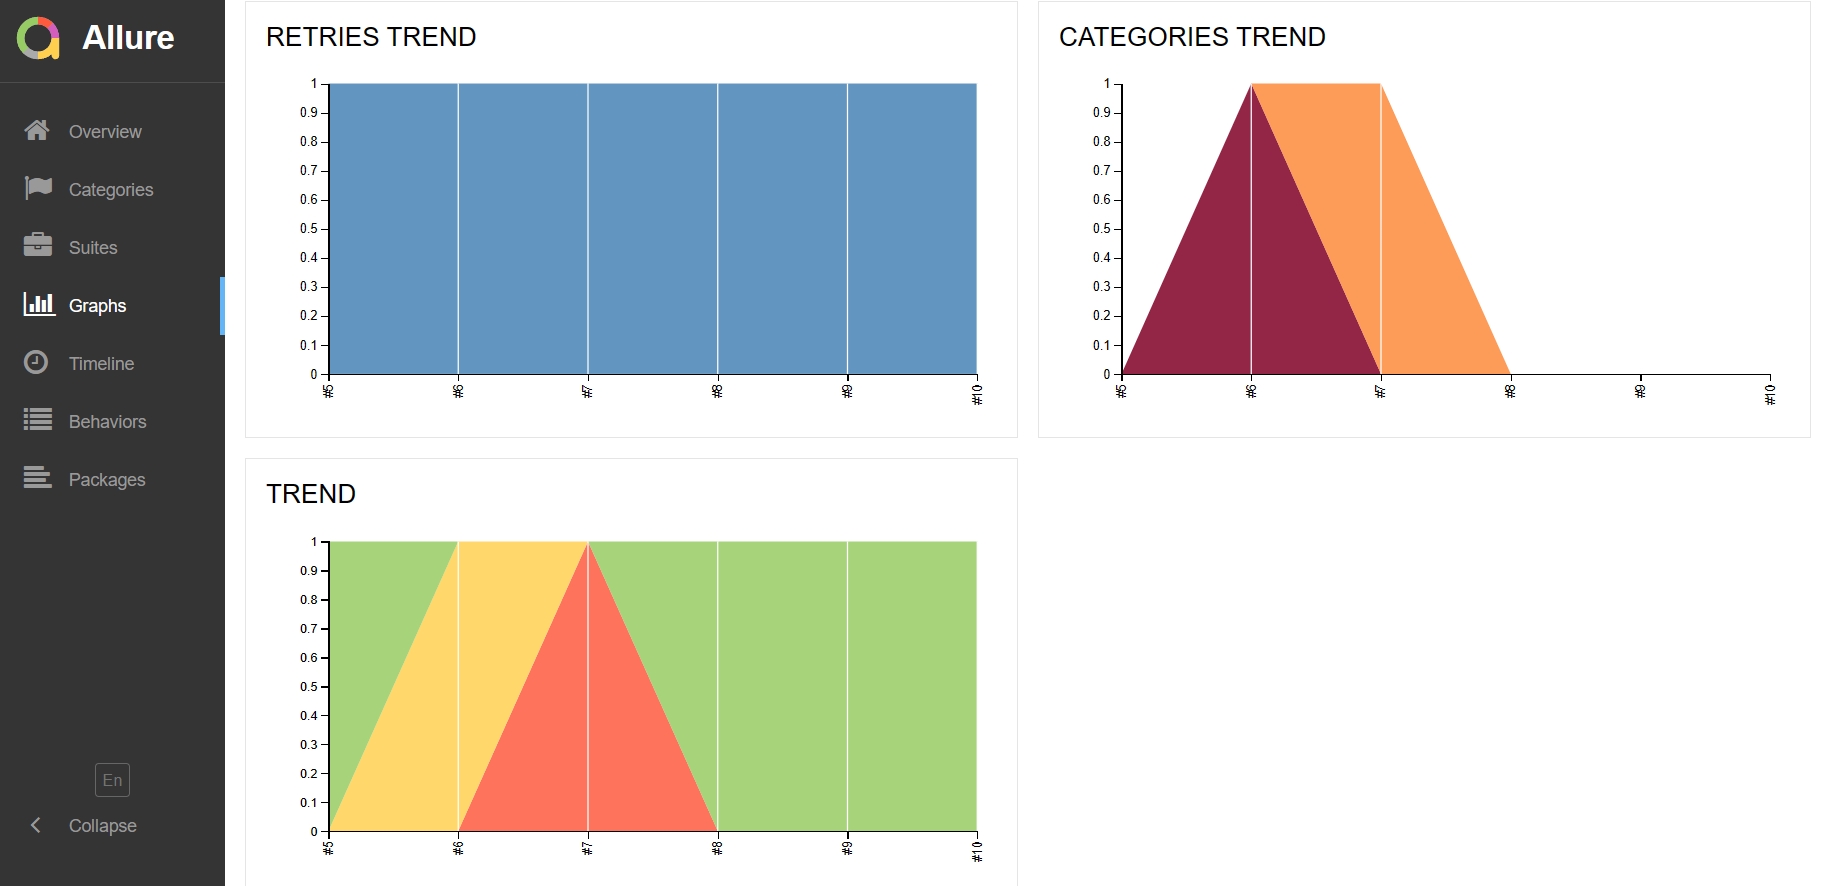 Allure
Overview
Categories
Suites
Graphs
Timeline
Behaviors
Packages
En
Collapse
RETRIES TREND
1
0.9
0.8
0.7
0.6
0.5
0.4
0.3
0.2
0.1
0
#5 #6 #7 #8 #9 #10
CATEGORIES TREND
1
0.9
0.8
0.7
0.6
0.5
0.4
0.3
0.2
0.1
0
#5 #6 #7 #8 #9 #10
TREND
1
0.9
0.8
0.7
0.6
0.5
0.4
0.3
0.2
0.1
0
#5 #6 #7 #8 #9 #10